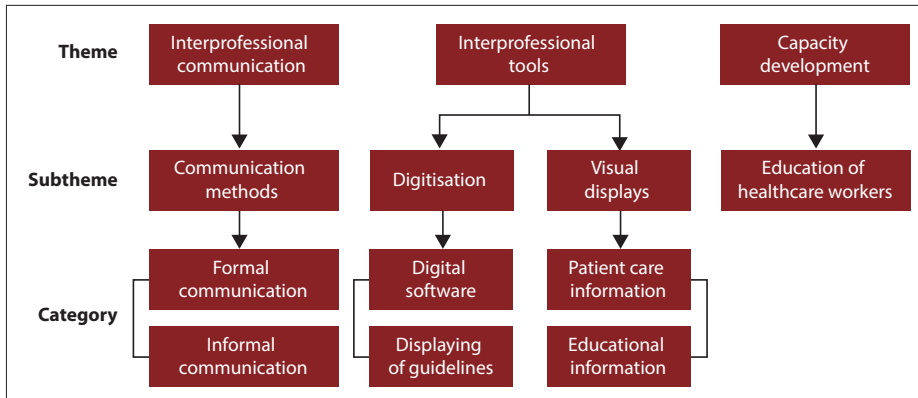 Theme
Interprofessional
communication
Interprofessional
tools
Capacity
development
Subtheme
Communication
methods
Digitisation
Visual
displays
Education of
healthcare workers
Category
Formal
communication
Digital
software
Patient care
information
Informal
communication
Displaying
of guidelines
Educational
information